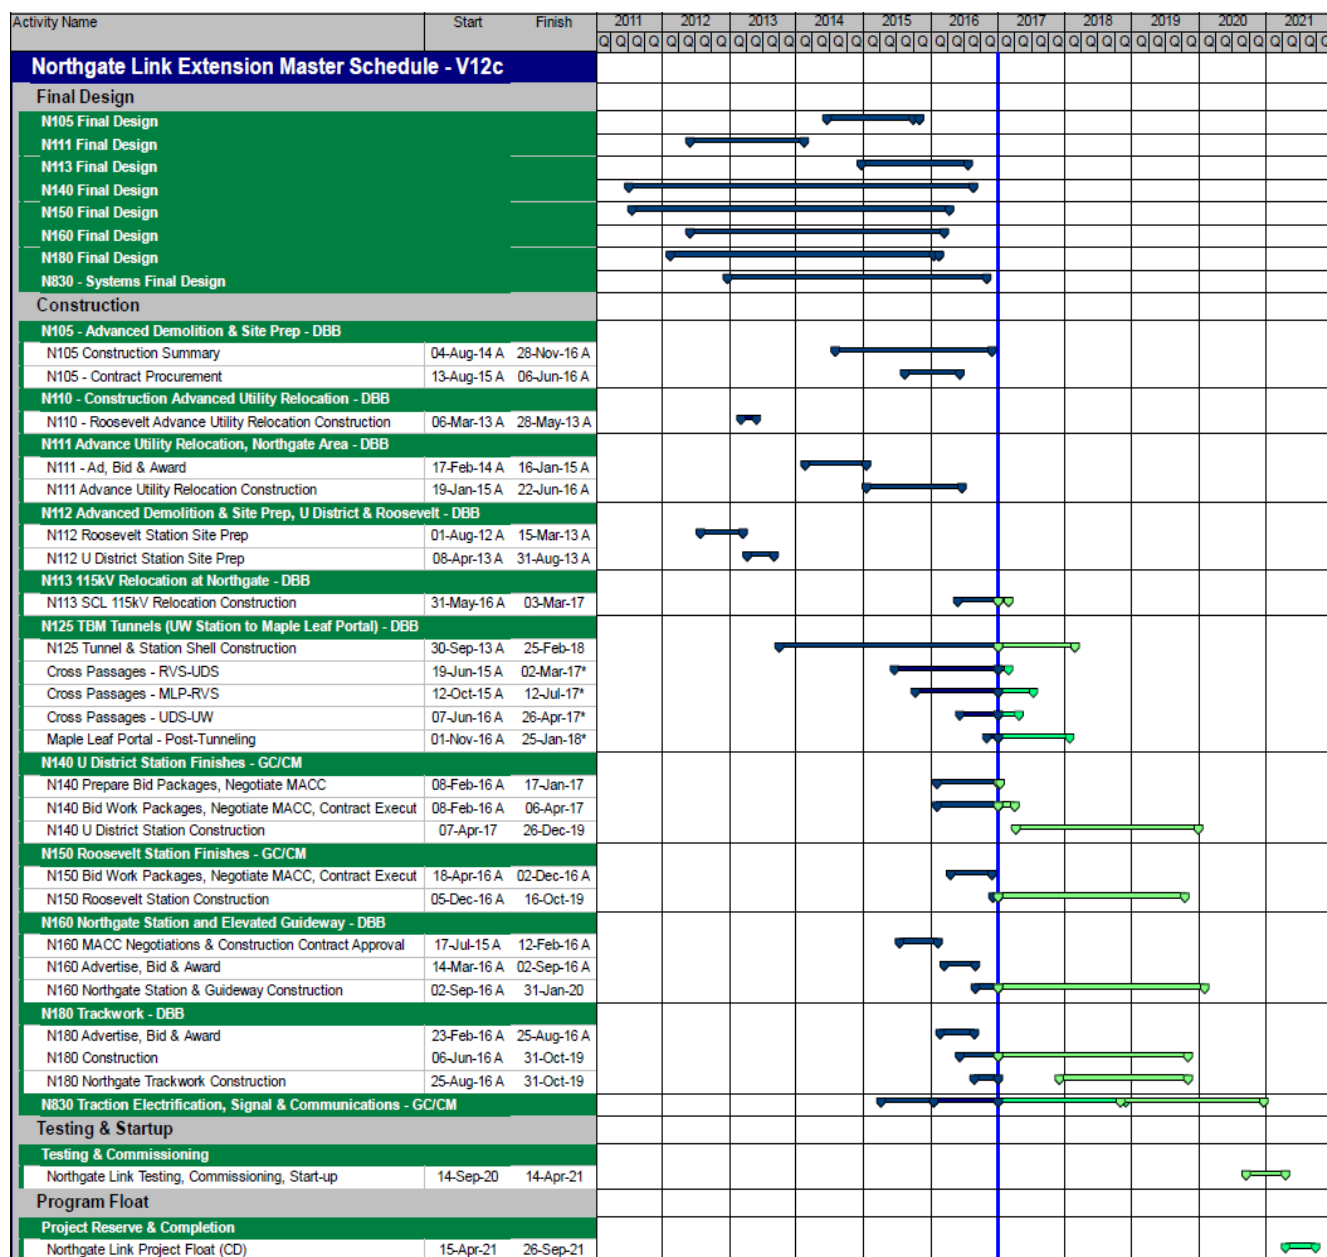 Activity Name Start Finish 2011 2012 2013 2014 2015 2016 2017 2018 2019 2020 2021
Q Q Q Q Q Q Q Q Q Q Q Q Q Q Q Q Q Q Q Q Q Q Q Q Q Q Q Q Q Q Q Q Q Q Q Q Q Q Q Q Q Q Q
Northgate Link Extension Master Schedule - V12c
Final Design
N105 Final Design
N111 Final Design
N113 Final Design
N140 Final Design
N150 Final Design
N160 Final Design
N180 Final Design
N830 - Systems Final Design
Construction
N105 - Advanced Demolition & Site Prep - DBB
N105 Construction Summary 04-Aug-14 A 28-Nov-16 A
N105 - Contract Procurement 13-Aug-15 A 06-Jun-16 A
N110 - Construction Advanced Utility Relocation - DBB
N110 - Roosevelt Advance Utility Relocation Construction 06-Mar-13 A 28-May-13 A
N111 Advance Utility Relocation, Northgate Area - DBB
N111 - Ad, Bid & Award 17-Feb-14 A 16-Jan-15 A
N111 Advance Utility Relocation Construction 19-Jan-15 A 22-Jun-16 A
N112 Advanced Demolition & Site Prep, U District & Roosevelt - DBB
N112 Roosevelt Station Site Prep 01-Aug-12 A 15-Mar-13 A
N112 U District Station Site Prep 08-Apr-13 A 31-Aug-13 A
N113 115kV Relocation at Northgate - DBB
N113 SCL 115kV Relocation Construction 31-May-16 A 03-Mar-17
N125 TBM Tunnels (UW Station to Maple Leaf Portal) - DBB
N125 Tunnel & Station Shell Construction 30-Sep-13 A 25-Feb-18
Cross Passages - RVS-UDS 19-Jun-15 A 02-Mar-17*
Cross Passages - MLP-RVS 12-Oct-15 A 12-Jul-17*
Cross Passages - UDS-UW 07-Jun-16 A 26-Apr-17*
Maple Leaf Portal - Post-Tunneling 01-Nov-16 A 25-Jan-18*
N140 U District Station Finishes - GC/CM
N140 Prepare Bid Packages, Negotiate MACC 08-Feb-16 A 17-Jan-17
N140 Bid Work Packages, Negotiate MACC, Contract Execut 08-Feb-16 A 06-Apr-17
N140 U District Station Construction 07-Apr-17 26-Dec-19
N150 Roosevelt Station Finishes - GC/CM
N150 Bid Work Packages, Negotiate MACC, Contract Execut 18-Apr-16 A 02-Dec-16 A
N150 Roosevelt Station Construction 05-Dec-16 A 16-Oct-19
N160 Northgate Station and Elevated Guideway - DBB
N160 MACC Negotiations & Construction Contract Approval 17-Jul-15 A 12-Feb-16 A
N160 Advertise, Bid & Award 14-Mar-16 A 02-Sep-16 A
N160 Northgate Station & Guideway Construction 02-Sep-16 A 31-Jan-20
N180 Trackwork - DBB
N180 Advertise, Bid & Award 23-Feb-16 A 25-Aug-16 A
N180 Construction 06-Jun-16 A 31-Oct-19
N180 Northgate Trackwork Construction 25-Aug-16 A 31-Oct-19
N830 Traction Electrification, Signal & Communications - GC/CM
Testing & Startup
Testing & Commissioning
Northgate Link Testing, Commissioning, Start-up 14-Sep-20 14-Apr-21
Program Float
Project Reserve & Completion
Northgate Link Project Float (CD) 15-Apr-21 26-Sep-21